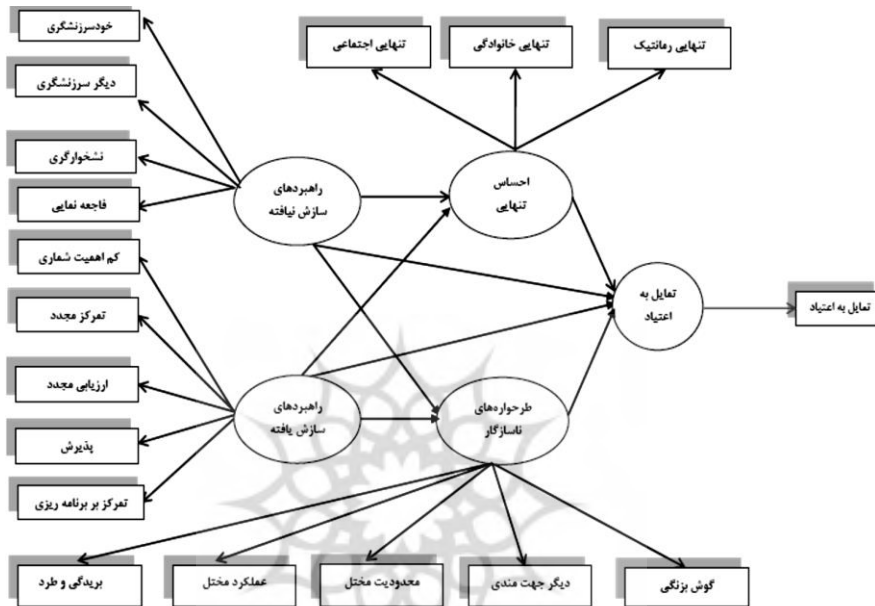 خودسرزنشگری
دیگر سرزنشگری
نشخوارگری
فاجعه نمایی
کم اهمیت شماری
تمرکز مجدد
ارزیابی مجدد
پذیرش
تمرکز بر برنامه ریزی
تنهایی رمانتیک
تنهایی خانوادگی
تنهایی اجتماعی
راهبردهای
سازش نیافته
احساس
تنهایی
تمایل به
اعتیاد
تمایل به اعتیاد
راهبردهای
سازش یافته
طرحواره‌های
ناسازگار
گوش بزنگی
دیگر جهت مندی
محدودیت مختل
عملکرد مختل
بریدگی و طرد